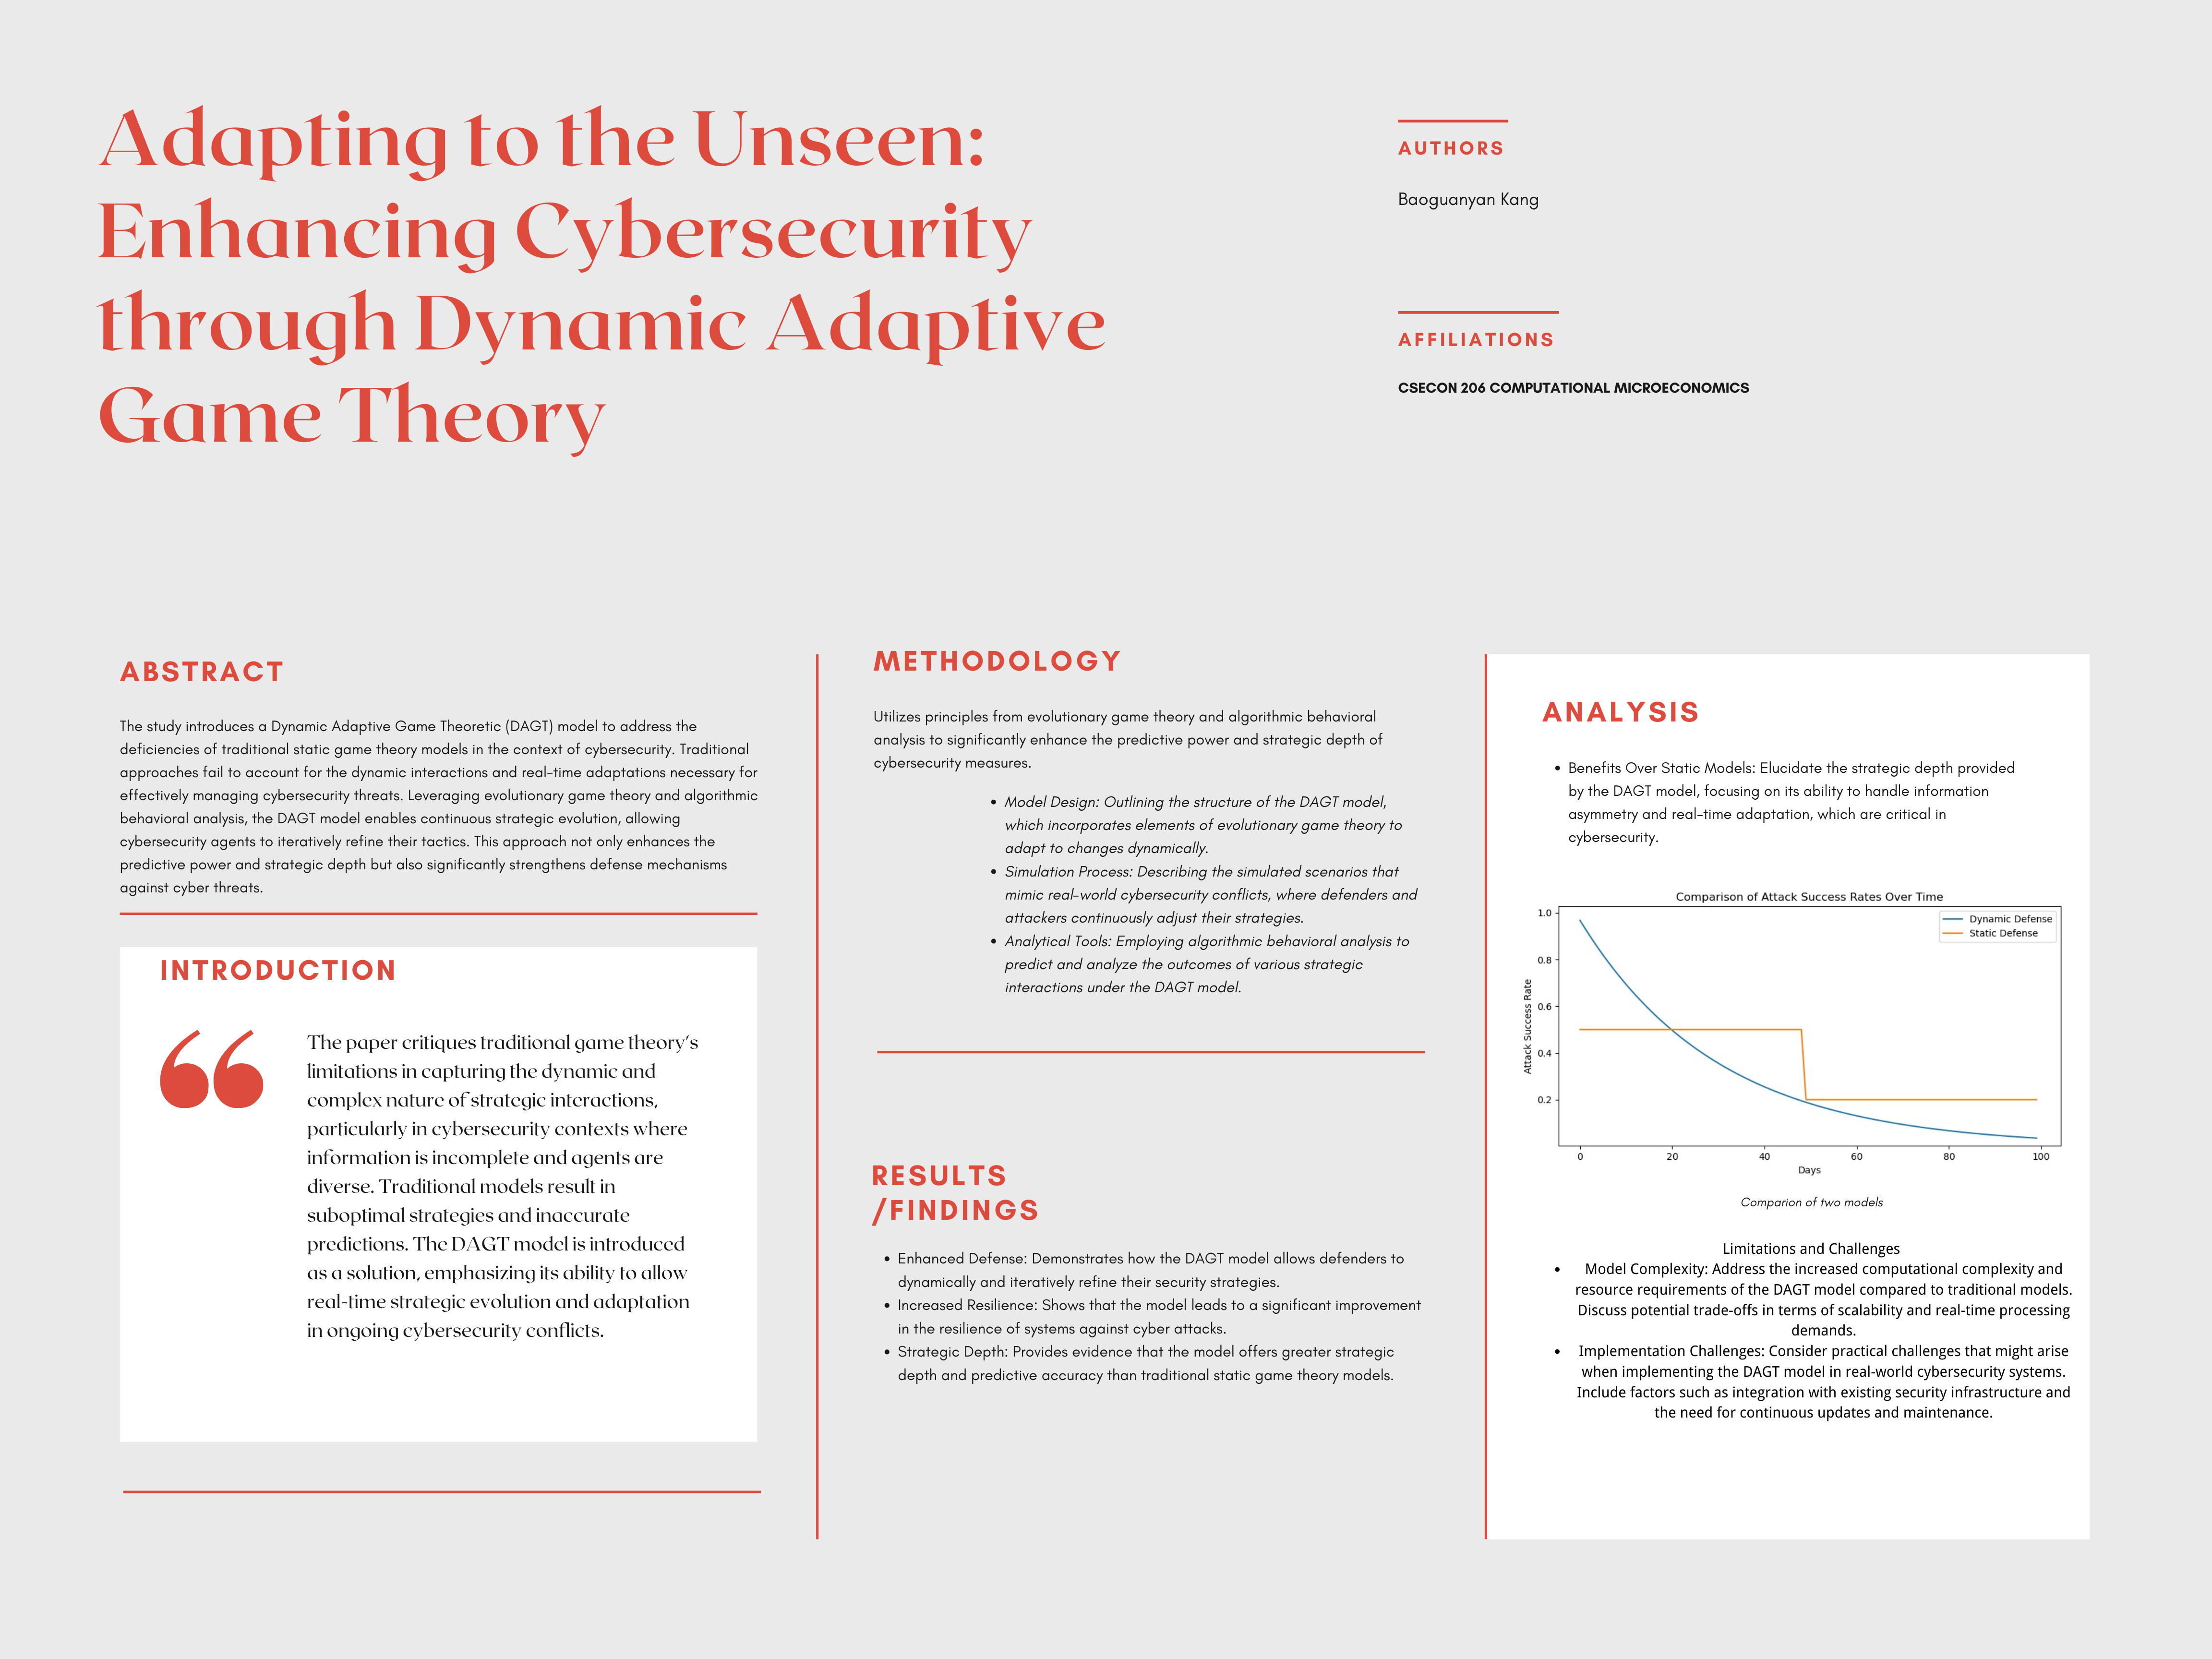 Adapting to the Unseen:
Enhancing Cybersecurity
through Dynamic Adaptive
Game Theory
AUTHORS
Baoguanyan Kang
AFFILIATIONS
CSECON 206 COMPUTATIONAL MICROECONOMICS
ABSTRACT
The study introduces a Dynamic Adaptive Game Theoretic (DAGT) model to address the
deficiencies of traditional static game theory models in the context of cybersecurity. Traditional
approaches fail to account for the dynamic interactions and real-time adaptations necessary for
effectively managing cybersecurity threats. Leveraging evolutionary game theory and algorithmic
behavioral analysis, the DAGT model enables continuous strategic evolution, allowing
cybersecurity agents to iteratively refine their tactics. This approach not only enhances the
predictive power and strategic depth but also significantly strengthens defense mechanisms
against cyber threats.
INTRODUCTION
“
The paper critiques traditional game theory's
limitations in capturing the dynamic and
complex nature of strategic interactions,
particularly in cybersecurity contexts where
information is incomplete and agents are
diverse. Traditional models result in
suboptimal strategies and inaccurate
predictions. The DAGT model is introduced
as a solution, emphasizing its ability to allow
real-time strategic evolution and adaptation
in ongoing cybersecurity conflicts.
METHODOLOGY
Utilizes principles from evolutionary game theory and algorithmic behavioral
analysis to significantly enhance the predictive power and strategic depth of
cybersecurity measures.
• Model Design: Outlining the structure of the DAGT model,
which incorporates elements of evolutionary game theory to
adapt to changes dynamically.
• Simulation Process: Describing the simulated scenarios that
mimic real-world cybersecurity conflicts, where defenders and
attackers continuously adjust their strategies.
• Analytical Tools: Employing algorithmic behavioral analysis to
predict and analyze the outcomes of various strategic
interactions under the DAGT model.
RESULTS
/FINDINGS
• Enhanced Defense: Demonstrates how the DAGT model allows defenders to
dynamically and iteratively refine their security strategies.
• Increased Resilience: Shows that the model leads to a significant improvement
in the resilience of systems against cyber attacks.
• Strategic Depth: Provides evidence that the model offers greater strategic
depth and predictive accuracy than traditional static game theory models.
ANALYSIS
• Benefits Over Static Models: Elucidate the strategic depth provided
by the DAGT model, focusing on its ability to handle information
asymmetry and real-time adaptation, which are critical in
cybersecurity.
Comparison of Attack Success Rates Over Time
Dynamic Defense
Static Defense
Attack Success Rate
1.0
0.8
0.6
0.4
0.2
0 20 40 60 80 100
Days
Comparion of two models
Limitations and Challenges
• Model Complexity: Address the increased computational complexity and
resource requirements of the DAGT model compared to traditional models.
Discuss potential trade-offs in terms of scalability and real-time processing
demands.
• Implementation Challenges: Consider practical challenges that might arise
when implementing the DAGT model in real-world cybersecurity systems.
Include factors such as integration with existing security infrastructure and
the need for continuous updates and maintenance.